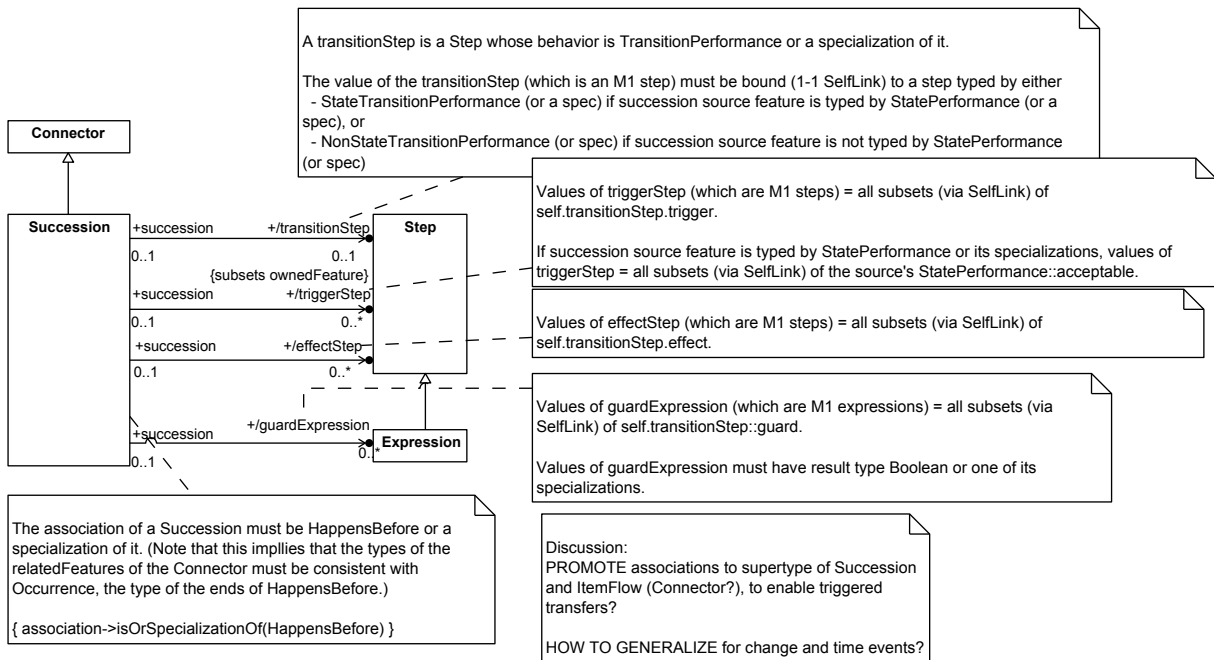 A transitionStep is a Step whose behavior is TransitionPerformance or a specialization of it.
The value of the transitionStep (which is an M1 step) must be bound (1-1 SelfLink) to a step typed by either
- StateTransitionPerformance (or a spec) if succession source feature is typed by StatePerformance (or a
spec), or
- NonStateTransitionPerformance (or spec) if succession source feature is not typed by StatePerformance
(or spec)
Connector
Values of triggerStep (which are M1 steps) = all subsets (via SelfLink) of
self.transitionStep.trigger.
If succession source feature is typed by StatePerformance or its specializations, values of
triggerStep = all subsets (via SelfLink) of the source's StatePerformance::acceptable.
Succession
+succession
+/transitionStep
Step
0..1
0..1
{subsets ownedFeature}
+succession
+/triggerStep
0..1
0..*
+succession
+/effectStep
0..1
0..*
Values of effectStep (which are M1 steps) = all subsets (via SelfLink) of
self.transitionStep.effect.
+succession
+/guardExpression
0..1
0..*
Expression
Values of guardExpression (which are M1 expressions) = all subsets (via
SelfLink) of self.transitionStep::guard.
Values of guardExpression must have result type Boolean or one of its
specializations.
The association of a Succession must be HappensBefore or a
specialization of it. (Note that this impllies that the types of the
relatedFeatures of the Connector must be consistent with
Occurrence, the type of the ends of HappensBefore.)
{ association->isOrSpecializationOf(HappensBefore) }
Discussion:
PROMOTE associations to supertype of Succession
and ItemFlow (Connector?), to enable triggered
transfers?
HOW TO GENERALIZE for change and time events?